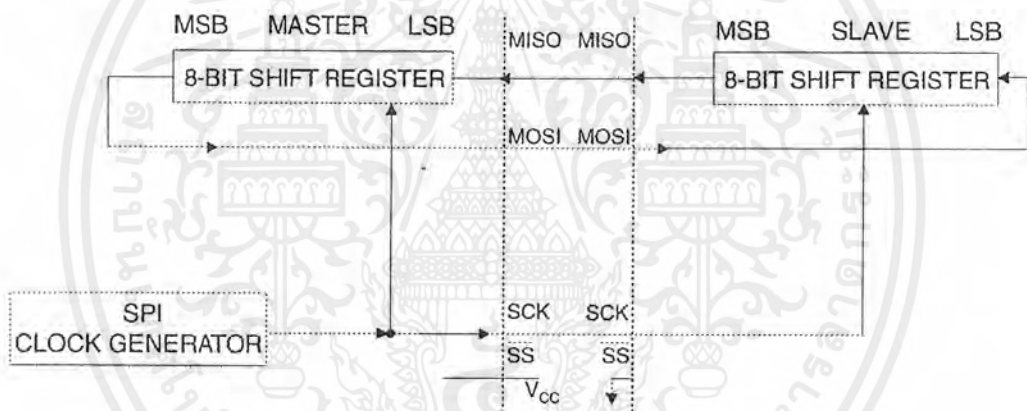 MSB MASTER LSB
8-BIT SHIFT REGISTER
MISO MISO
MSB SLAVE LSB
8-BIT SHIFT REGISTER
MOSI MOSI
SPI
CLOCK GENERATOR
SCK SCK
SS SS
VCC